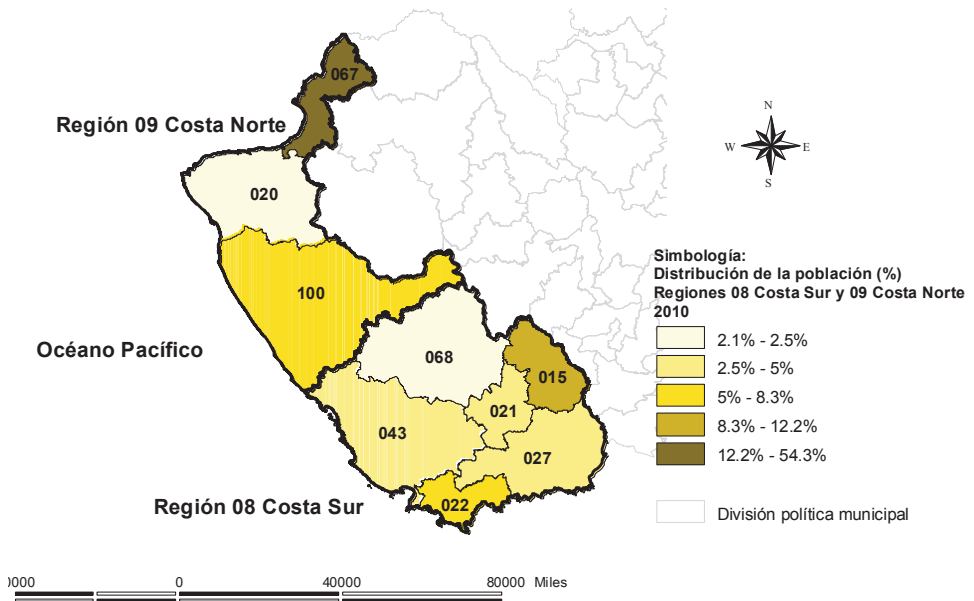 067
Región 09 Costa Norte
N
W
E
S
020
Simbología:
Distribución de la población (%)
Regiones 08 Costa Sur y 09 Costa Norte
2010
100
2.1% - 2.5%
Océano Pacífico
068
2.5% - 5%
015
5% - 8.3%
021
043
8.3% - 12.2%
027
12.2% - 54.3%
022
Región 08 Costa Sur
División política municipal
0000 0 40000 80000 Miles